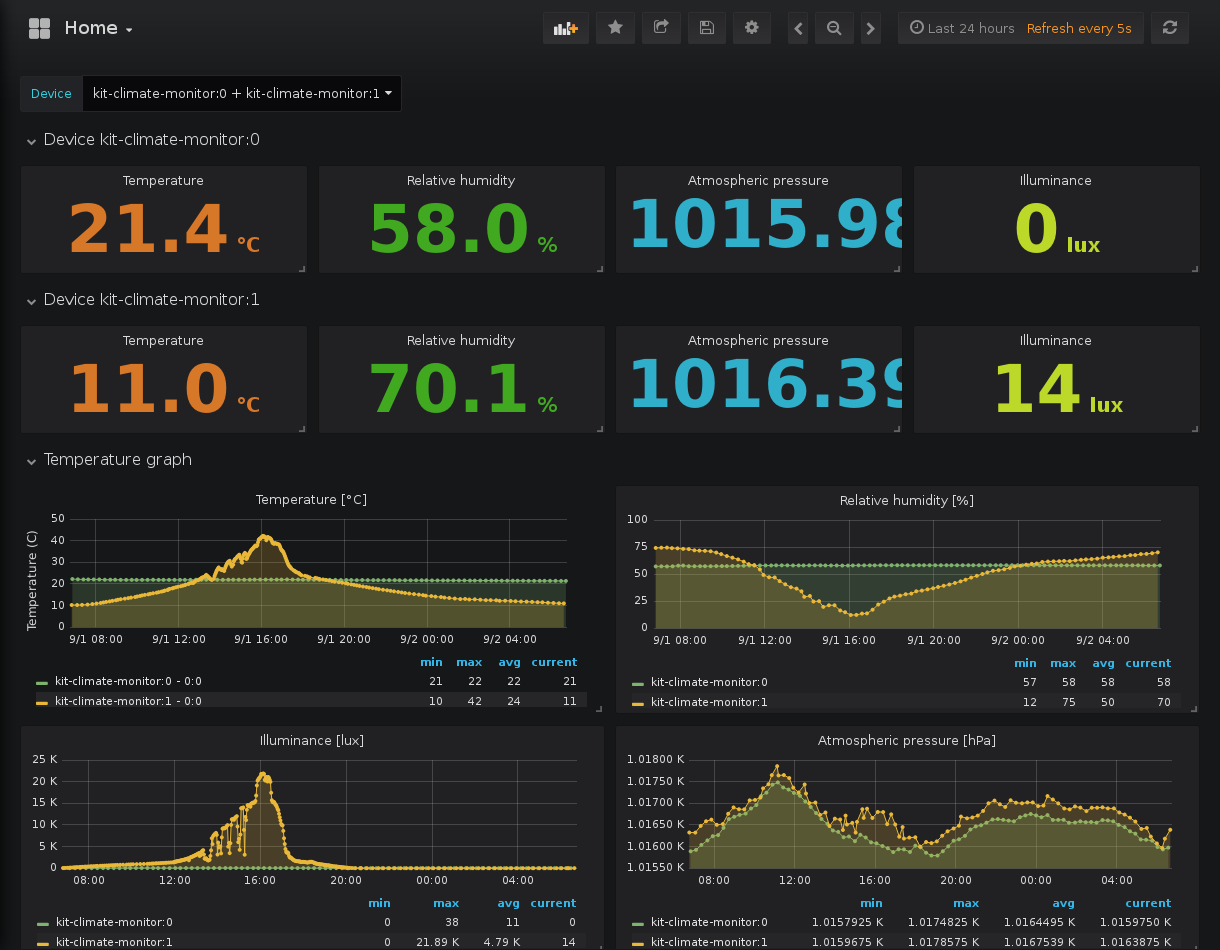 Home
Last 24 hours Refresh every 5s
Device kit-climate-monitor:0 + kit-climate-monitor:1
Device kit-climate-monitor:0
Temperature Relative humidity Atmospheric pressure Illuminance
21.4 °C 58.0 % 1015.98 0 lux
Device kit-climate-monitor:1
Temperature Relative humidity Atmospheric pressure Illuminance
11.0 °C 70.1 % 1016.39 14 lux
Temperature graph
Temperature [°C]
Temperature (C)
50
40
30
20
10
0
9/1 08:00 9/1 12:00 9/1 16:00 9/1 20:00 9/2 00:00 9/2 04:00
min max avg current
kit-climate-monitor:0 - 0:0 21 22 22 21
kit-climate-monitor:1 - 0:0 10 42 24 11
Relative humidity [%]
100
75
50
25
0
9/1 08:00 9/1 12:00 9/1 16:00 9/1 20:00 9/2 00:00 9/2 04:00
min max avg current
kit-climate-monitor:0 57 58 58 58
kit-climate-monitor:1 12 75 50 70
Illuminance [lux]
25 K
20 K
15 K
10 K
5 K
0
08:00 12:00 16:00 20:00 00:00 04:00
min max avg current
kit-climate-monitor:0 0 38 11 0
kit-climate-monitor:1 0 21.89 K 4.79 K 14
Atmospheric pressure [hPa]
1.01800 K
1.01750 K
1.01700 K
1.01650 K
1.01600 K
1.01550 K
08:00 12:00 16:00 20:00 00:00 04:00
min max avg current
kit-climate-monitor:0 1.0157925 K 1.0174825 K 1.0164495 K 1.0159750 K
kit-climate-monitor:1 1.0159675 K 1.0178575 K 1.0167539 K 1.0163875 K